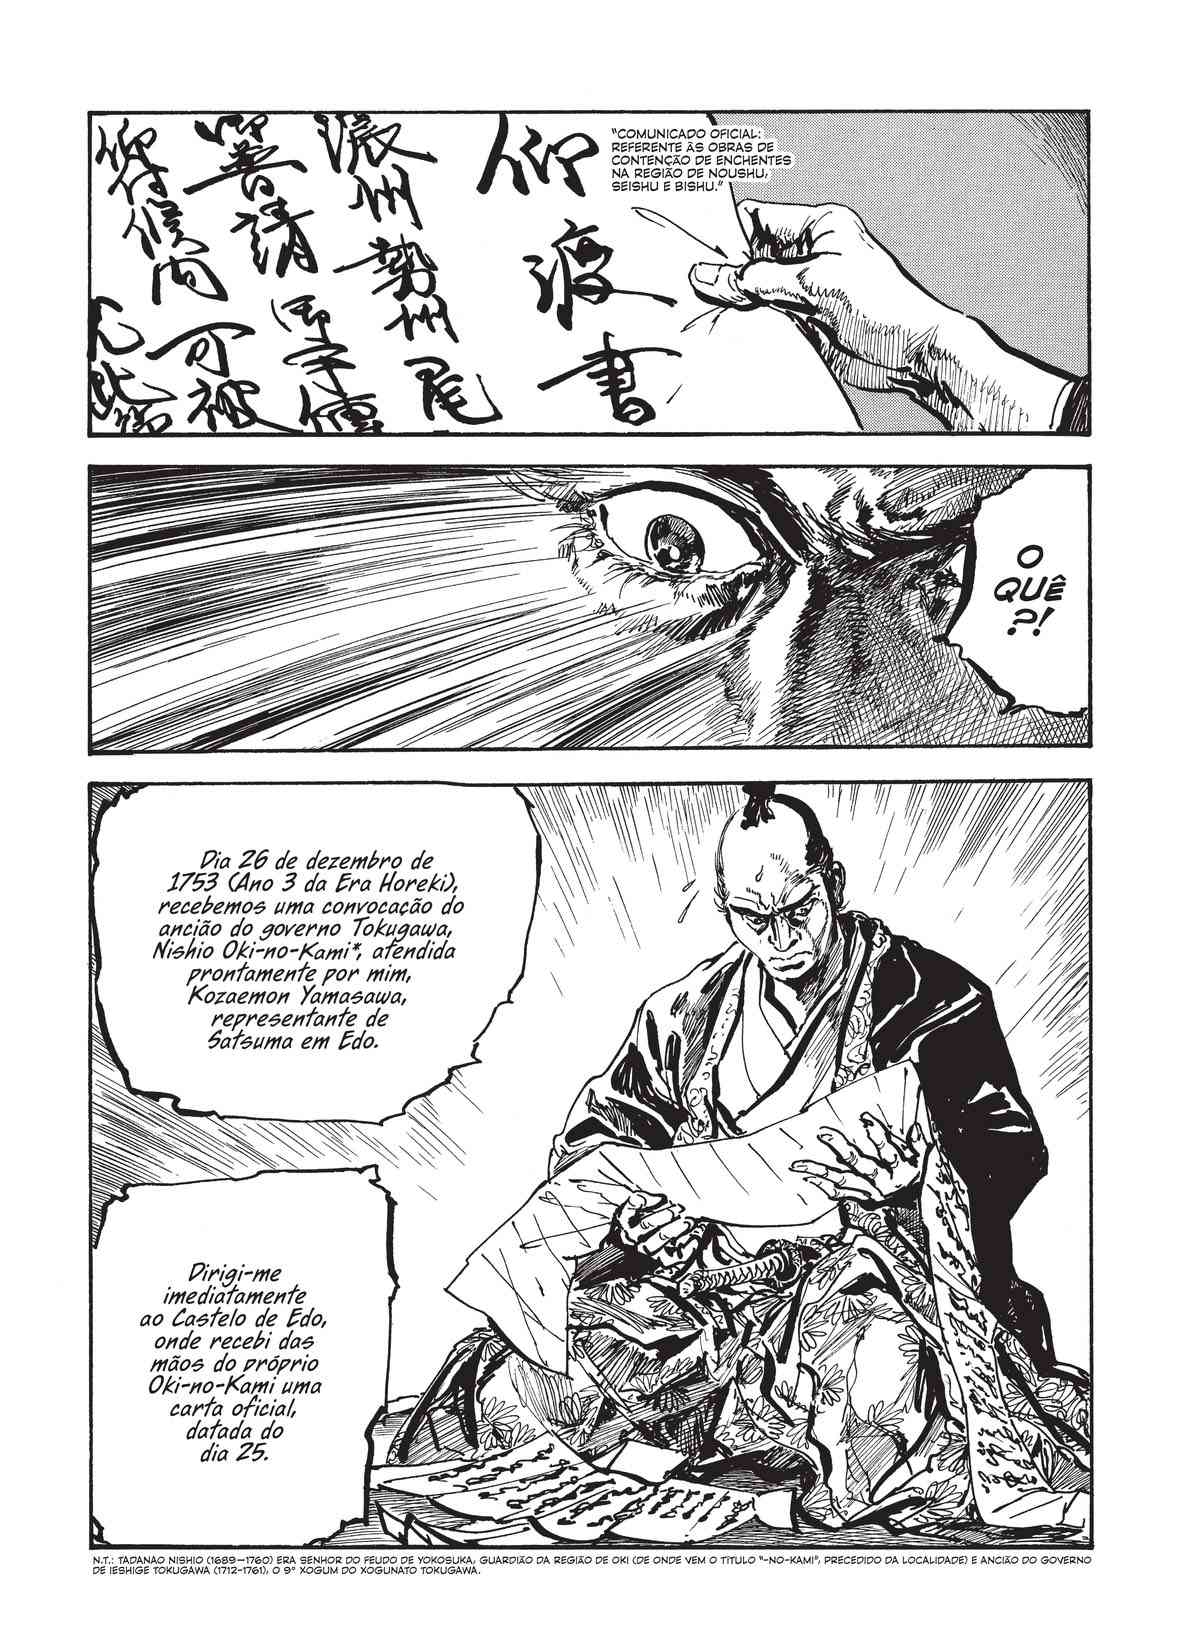 仰渡書
濃州勢州尾
普請御手傳
仰付候間可被
"COMUNICADO OFICIAL:
REFERENTE ÀS OBRAS DE
CONTENÇÃO DE ENCHENTES
NA REGIÃO DE NOUSHU,
SEISHU E BISHU."
O
QUÊ
?!
Dia 26 de dezembro de
1753 (Ano 3 da Era Horeki),
recebemos uma convocação do
ancião do governo Tokugawa,
Nishio Oki-no-Kami*, atendida
prontamente por mim,
Kozaemon Yamasawa,
representante de
Satsuma em Edo.
Dirigi-me
imediatamente
ao Castelo de Edo,
onde recebi das
mãos do próprio
Oki-no-Kami uma
carta oficial,
datada do
dia 25.
N.T.: TADANAO NISHIO (1689—1760) ERA SENHOR DO FEUDO DE YOKOSUKA, GUARDIÃO DA REGIÃO DE OKI (DE ONDE VEM O TÍTULO "-NO-KAMI", PRECEDIDO DA LOCALIDADE) E ANCIÃO DO GOVERNO
DE IESHIGE TOKUGAWA (1712-1761), O 9° XOGUM DO XOGUNATO TOKUGAWA.